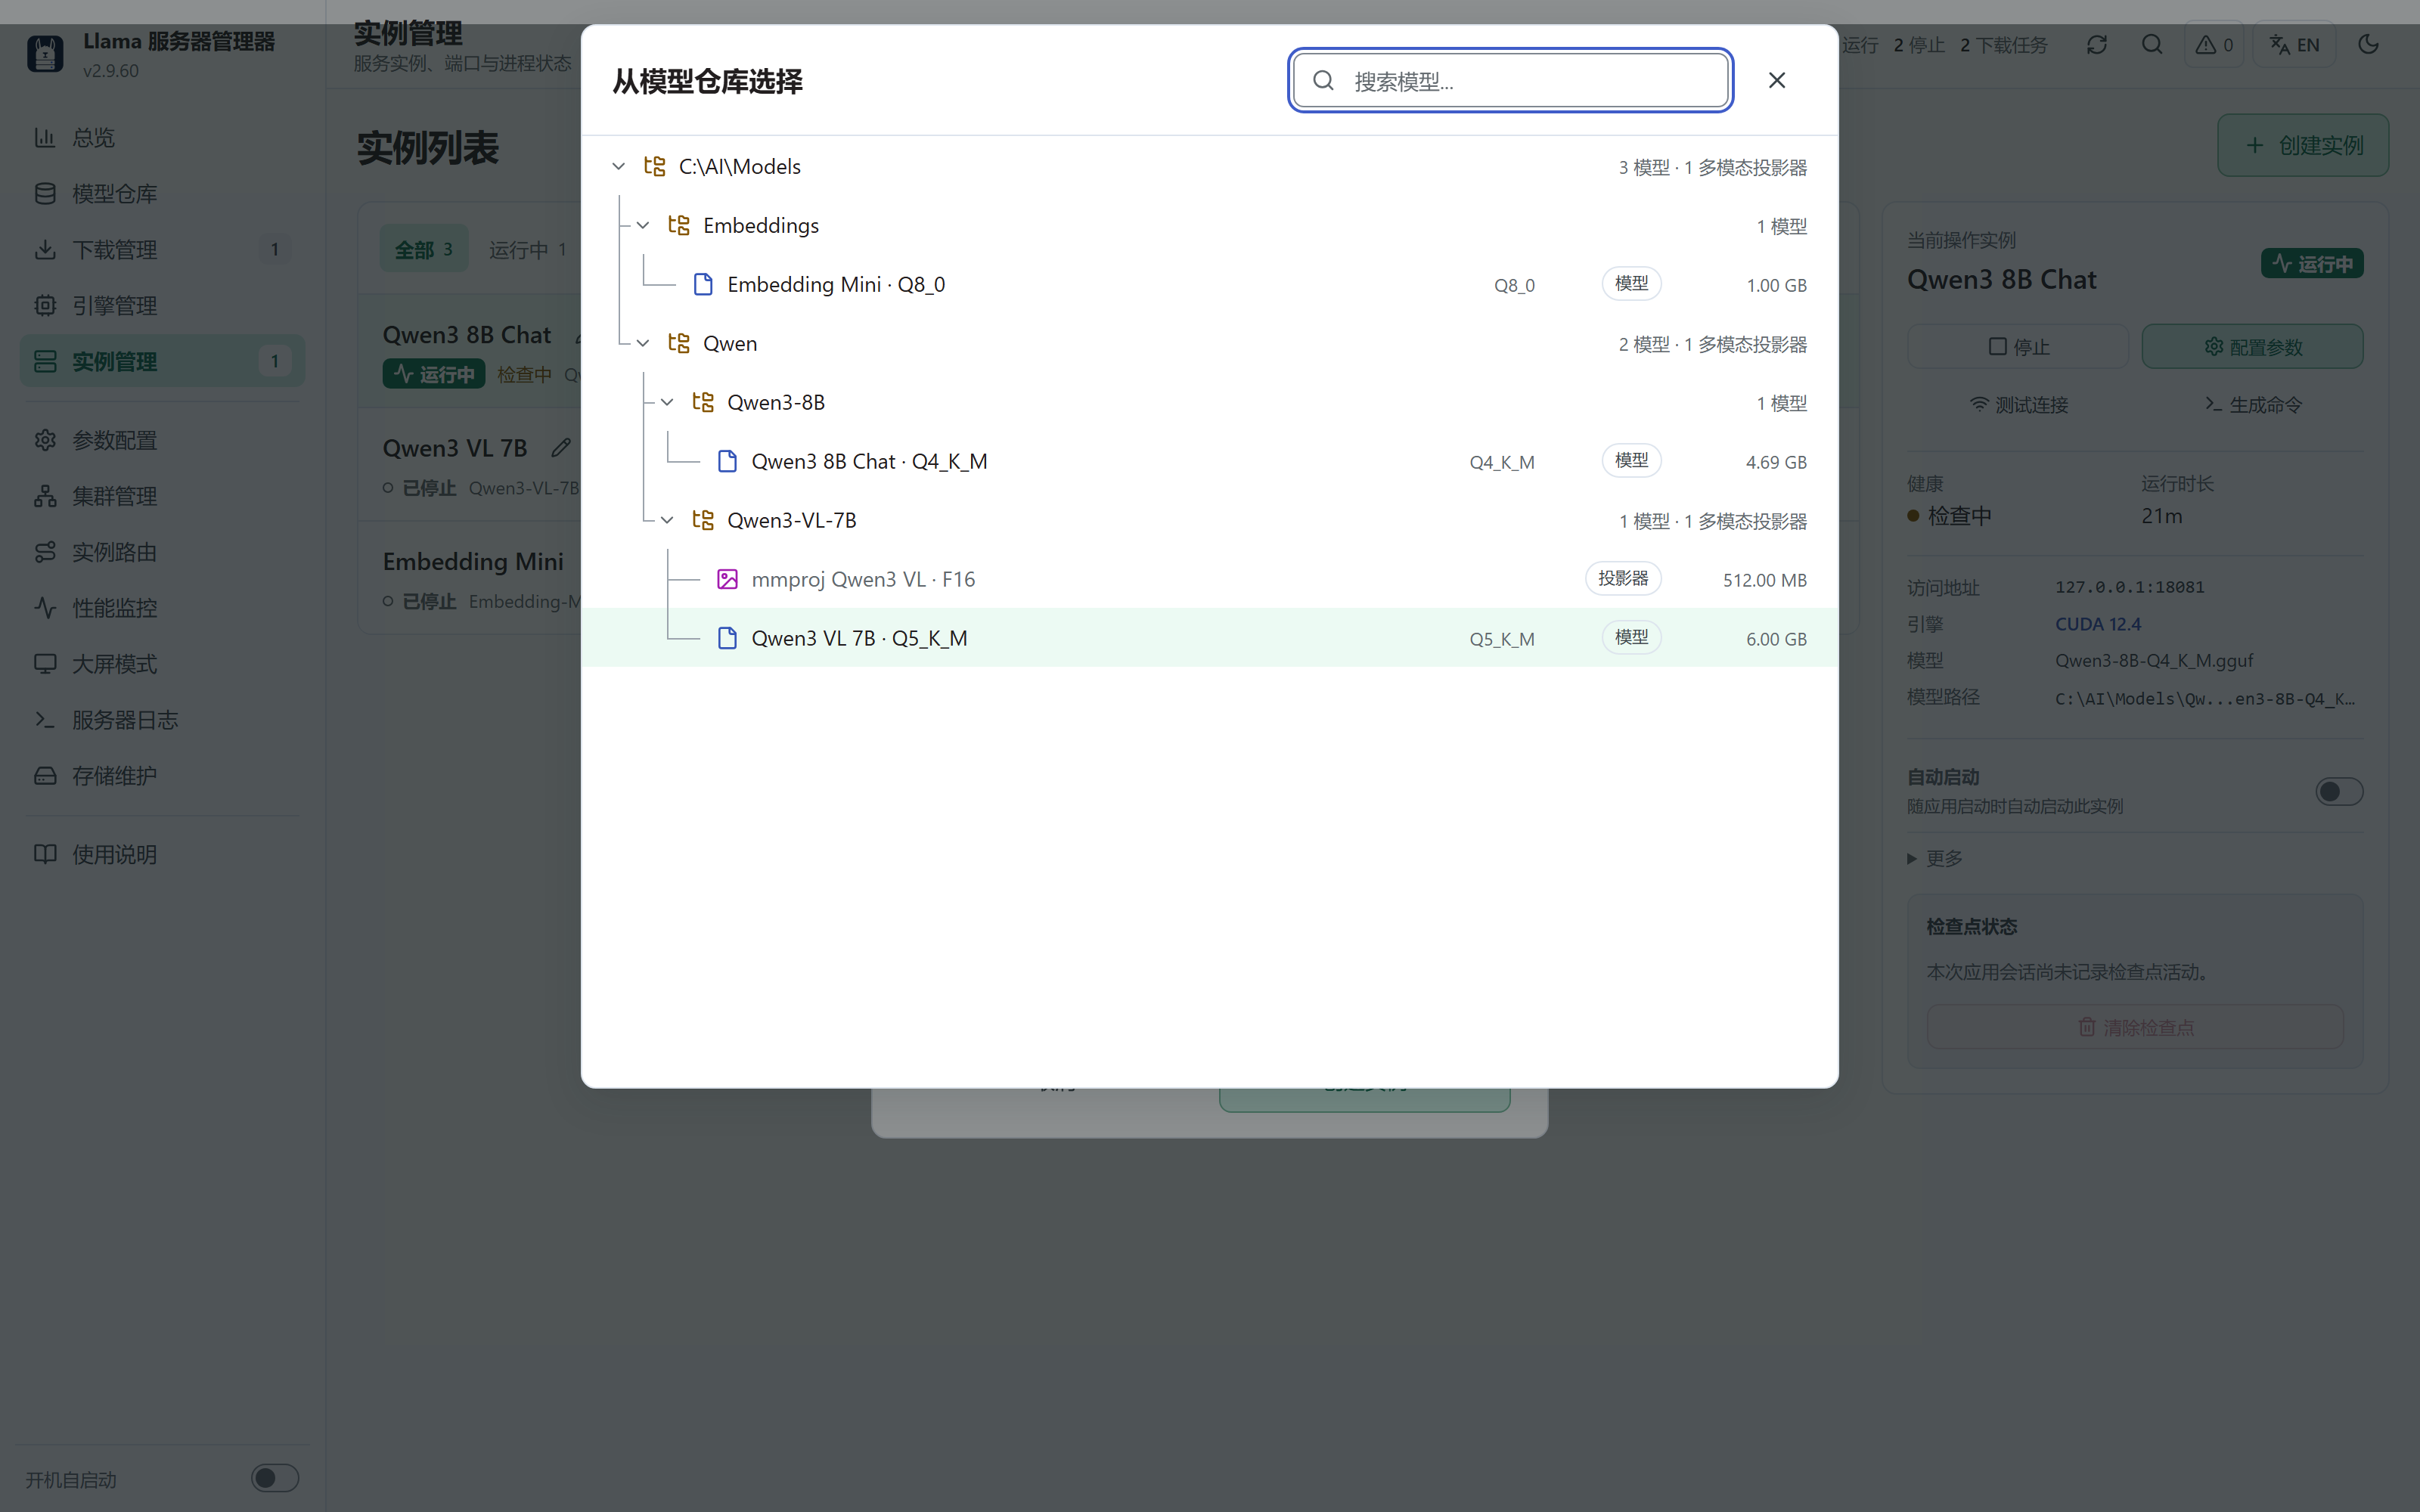 Llama 服务器管理器
v2.9.60
总览
模型仓库
下载管理 1
引擎管理
实例管理 1
参数配置
集群管理
实例路由
性能监控
大屏模式
服务器日志
存储维护
使用说明
开机自启动
实例管理
服务实例、端口与进程状态
运行 2 停止 2 下载任务 0 EN
实例列表
创建实例
全部 3 运行中 1
Qwen3 8B Chat
运行中 检查中
Qwen3 VL 7B
已停止 Qwen3-VL-7B
Embedding Mini
已停止 Embedding-M
从模型仓库选择
搜索模型...
C:\AI\Models 3 模型 · 1 多模态投影器
Embeddings 1 模型
Embedding Mini · Q8_0 Q8_0 模型 1.00 GB
Qwen 2 模型 · 1 多模态投影器
Qwen3-8B 1 模型
Qwen3 8B Chat · Q4_K_M Q4_K_M 模型 4.69 GB
Qwen3-VL-7B 1 模型 · 1 多模态投影器
mmproj Qwen3 VL · F16 投影器 512.00 MB
Qwen3 VL 7B · Q5_K_M Q5_K_M 模型 6.00 GB
当前操作实例
Qwen3 8B Chat 运行中
停止 配置参数
测试连接 生成命令
健康 运行时长
检查中 21m
访问地址 127.0.0.1:18081
引擎 CUDA 12.4
模型 Qwen3-8B-Q4_K_M.gguf
模型路径 C:\AI\Models\Qw...en3-8B-Q4_K…
自动启动
随应用启动时自动启动此实例
更多
检查点状态
本次应用会话尚未记录检查点活动。
清除检查点